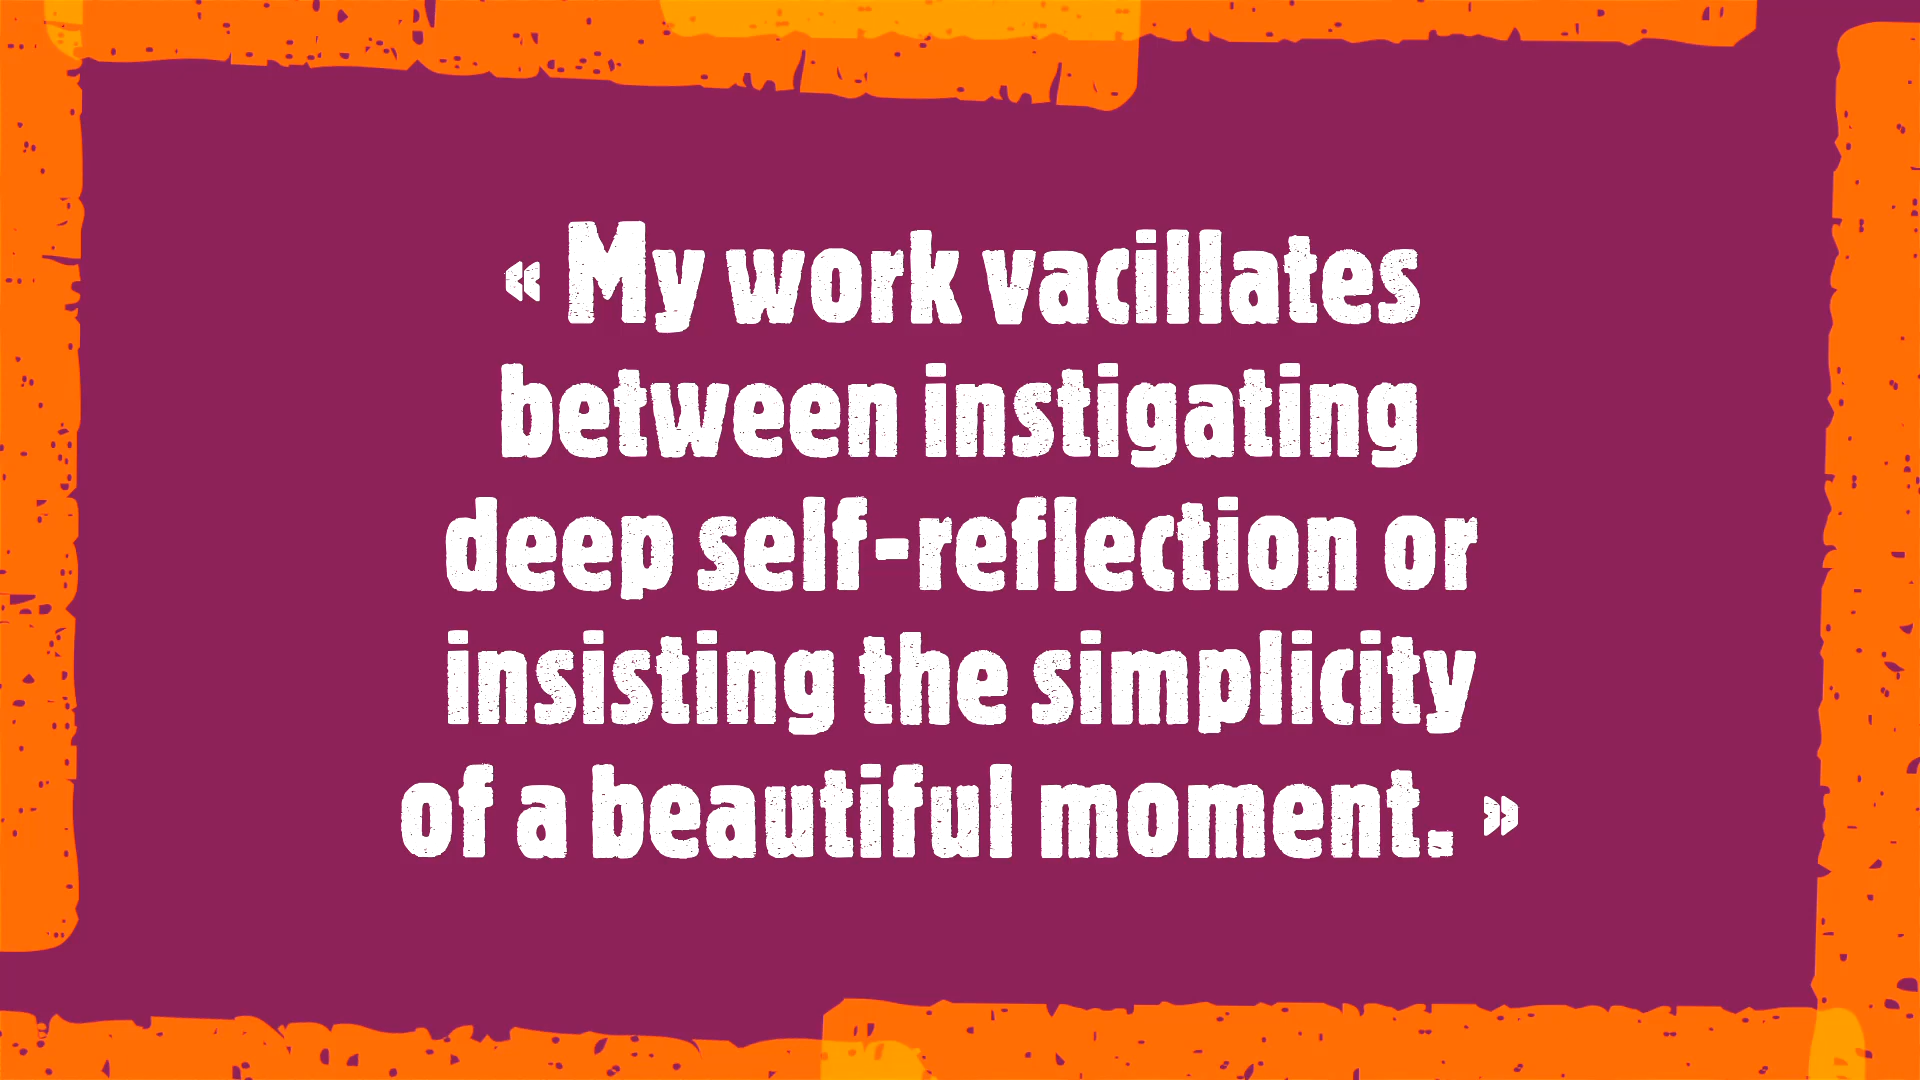 « My work vacillates
between instigating
deep self-reflection or
insisting the simplicity
of a beautiful moment. »